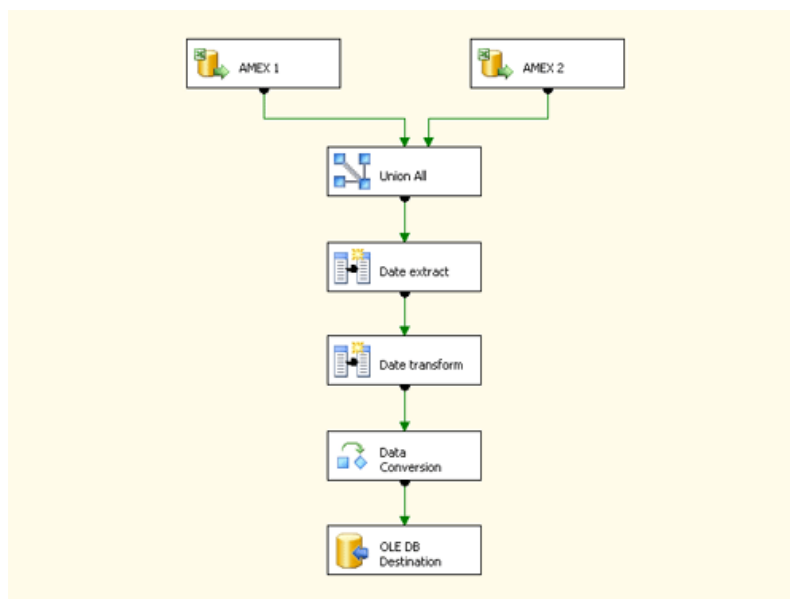 AMEX 1
AMEX 2
Union All
Date extract
Date transform
Data
Conversion
OLE DB
Destination